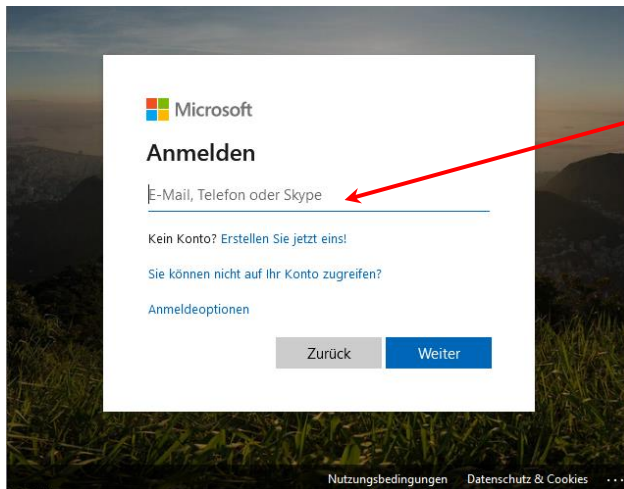 Microsoft
Anmelden
E-Mail, Telefon oder Skype
Kein Konto? Erstellen Sie jetzt eins!
Sie können nicht auf Ihr Konto zugreifen?
Anmeldeoptionen
Zurück Weiter
Nutzungsbedingungen Datenschutz & Cookies ...